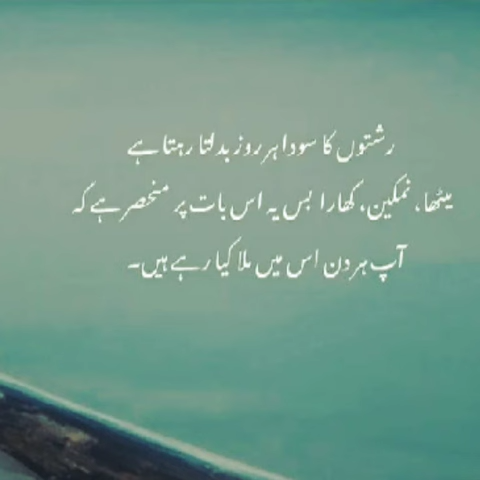 رشتوں کا سودا ہر روز بدلتا رہتا ہے
میٹھا، نمکین، کھارا بس یہ اس بات پر منحصر ہے کہ
آپ ہر دن اس میں ملا کیا رہے ہیں۔